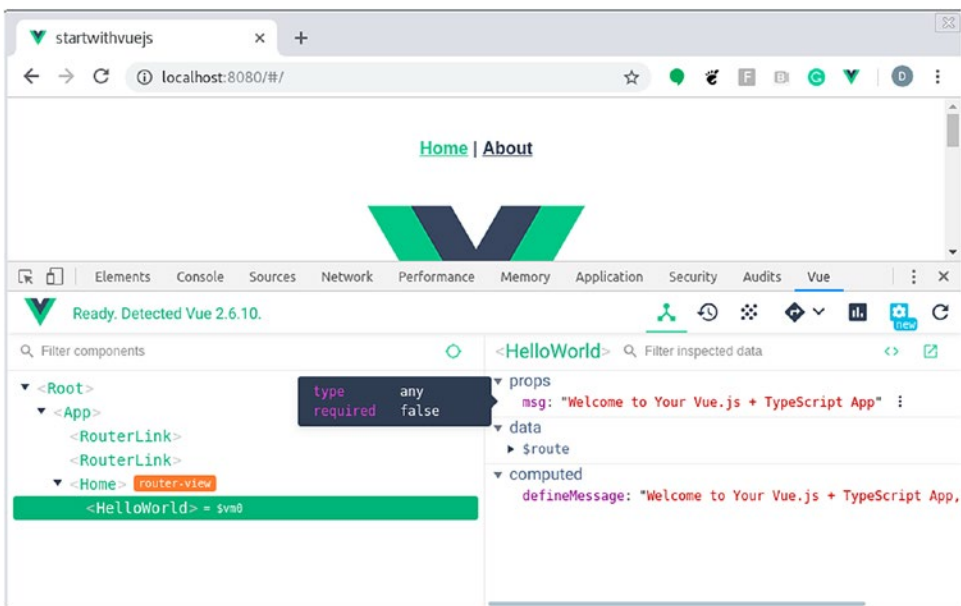 startwithvuejs × +
localhost:8080/#/ F B G D
Home | About
Elements Console Sources Network Performance Memory Application Security Audits Vue
Ready. Detected Vue 2.6.10.
new
Filter components
<HelloWorld> Filter inspected data
<Root>
<App>
<RouterLink>
<RouterLink>
<Home> router-view
<HelloWorld> = $vm0
type any
required false
props
msg: "Welcome to Your Vue.js + TypeScript App"
data
$route
computed
defineMessage: "Welcome to Your Vue.js + TypeScript App,